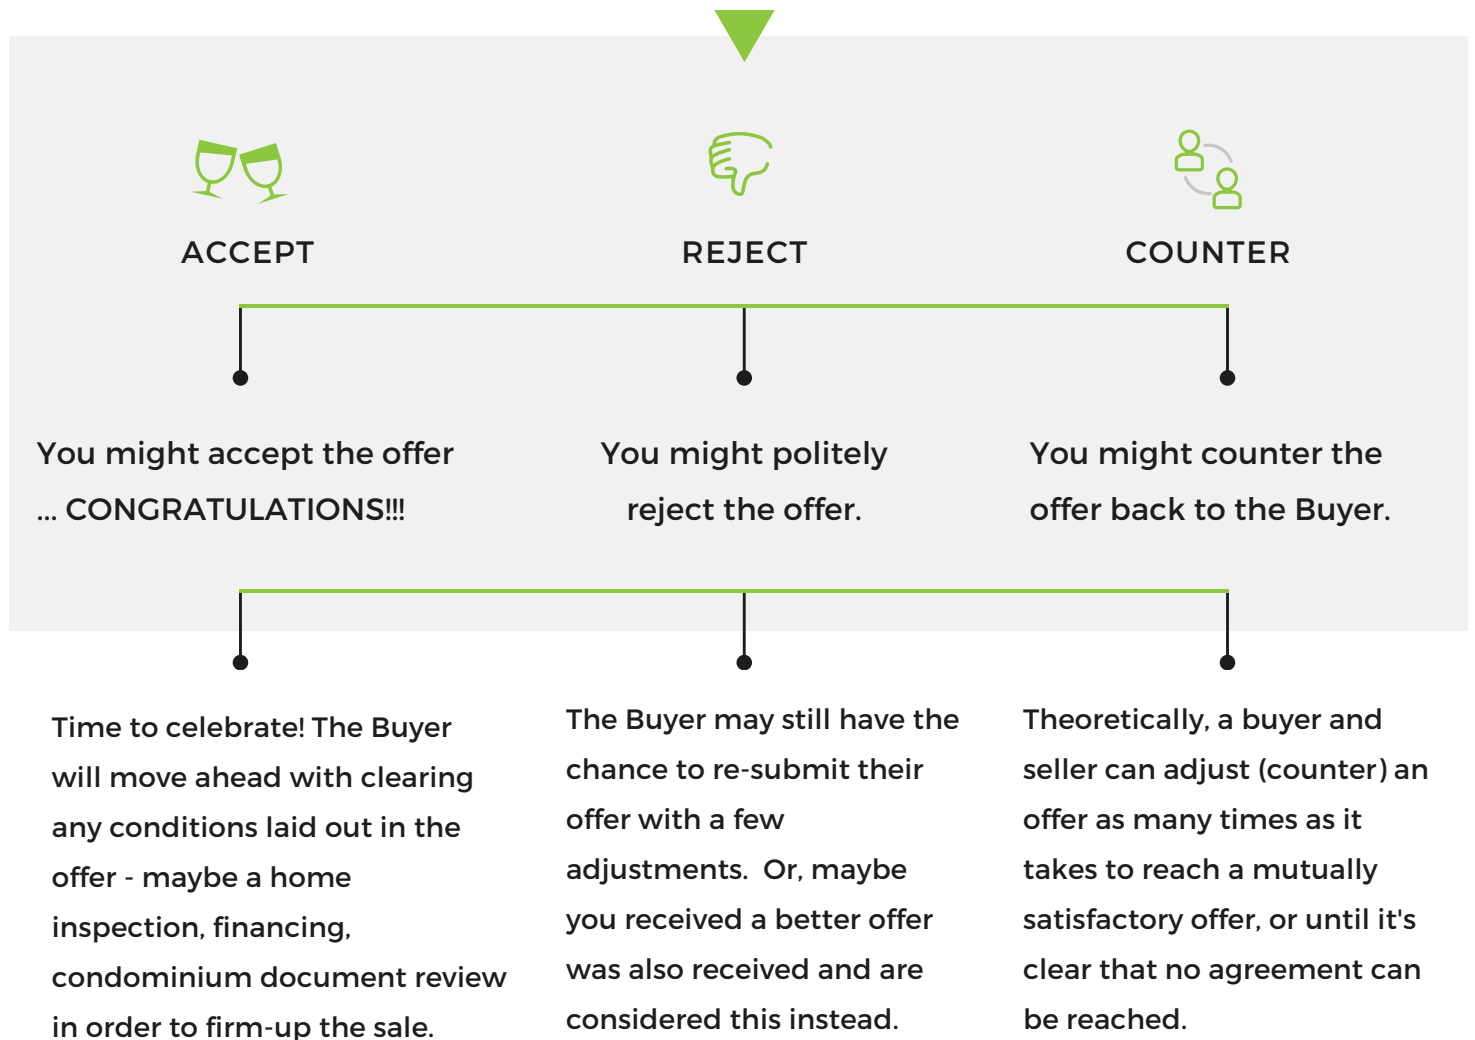 ACCEPT
REJECT
COUNTER
You might accept the offer
... CONGRATULATIONS!!!
You might politely
reject the offer.
You might counter the
offer back to the Buyer.
Time to celebrate! The Buyer
will move ahead with clearing
any conditions laid out in the
offer - maybe a home
inspection, financing,
condominium document review
in order to firm-up the sale.
The Buyer may still have the
chance to re-submit their
offer with a few
adjustments.  Or, maybe
you received a better offer
was also received and are
considered this instead.
Theoretically, a buyer and
seller can adjust (counter) an
offer as many times as it
takes to reach a mutually
satisfactory offer, or until it's
clear that no agreement can
be reached.